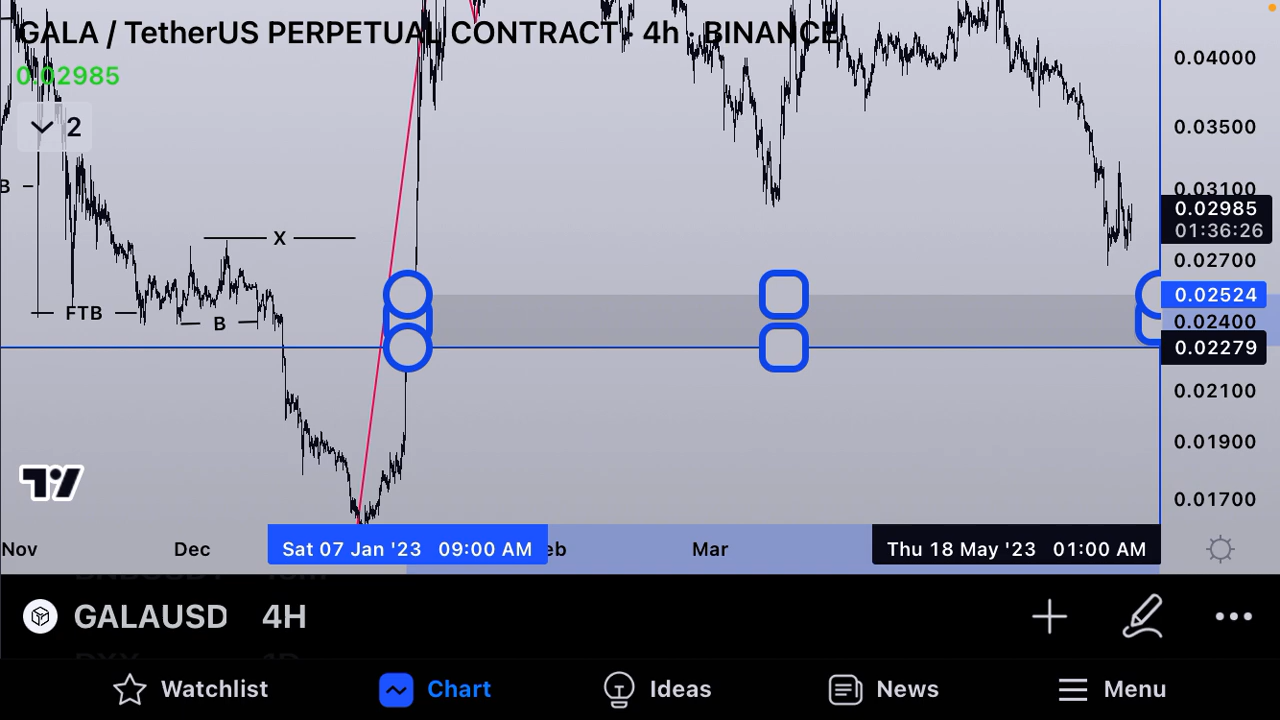 GALA / TetherUS PERPETUAL CONTRACT · 4h · BINANCE
0.02985
2
B
X
FTB
B
0.04000
0.03500
0.03100
0.02985
01:36:26
0.02700
0.02524
0.02400
0.02279
0.02100
0.01900
0.01700
Nov
Dec
Sat 07 Jan '23 09:00 AM
eb
Mar
Thu 18 May '23 01:00 AM
GALAUSD 4H
Watchlist
Chart
Ideas
News
Menu